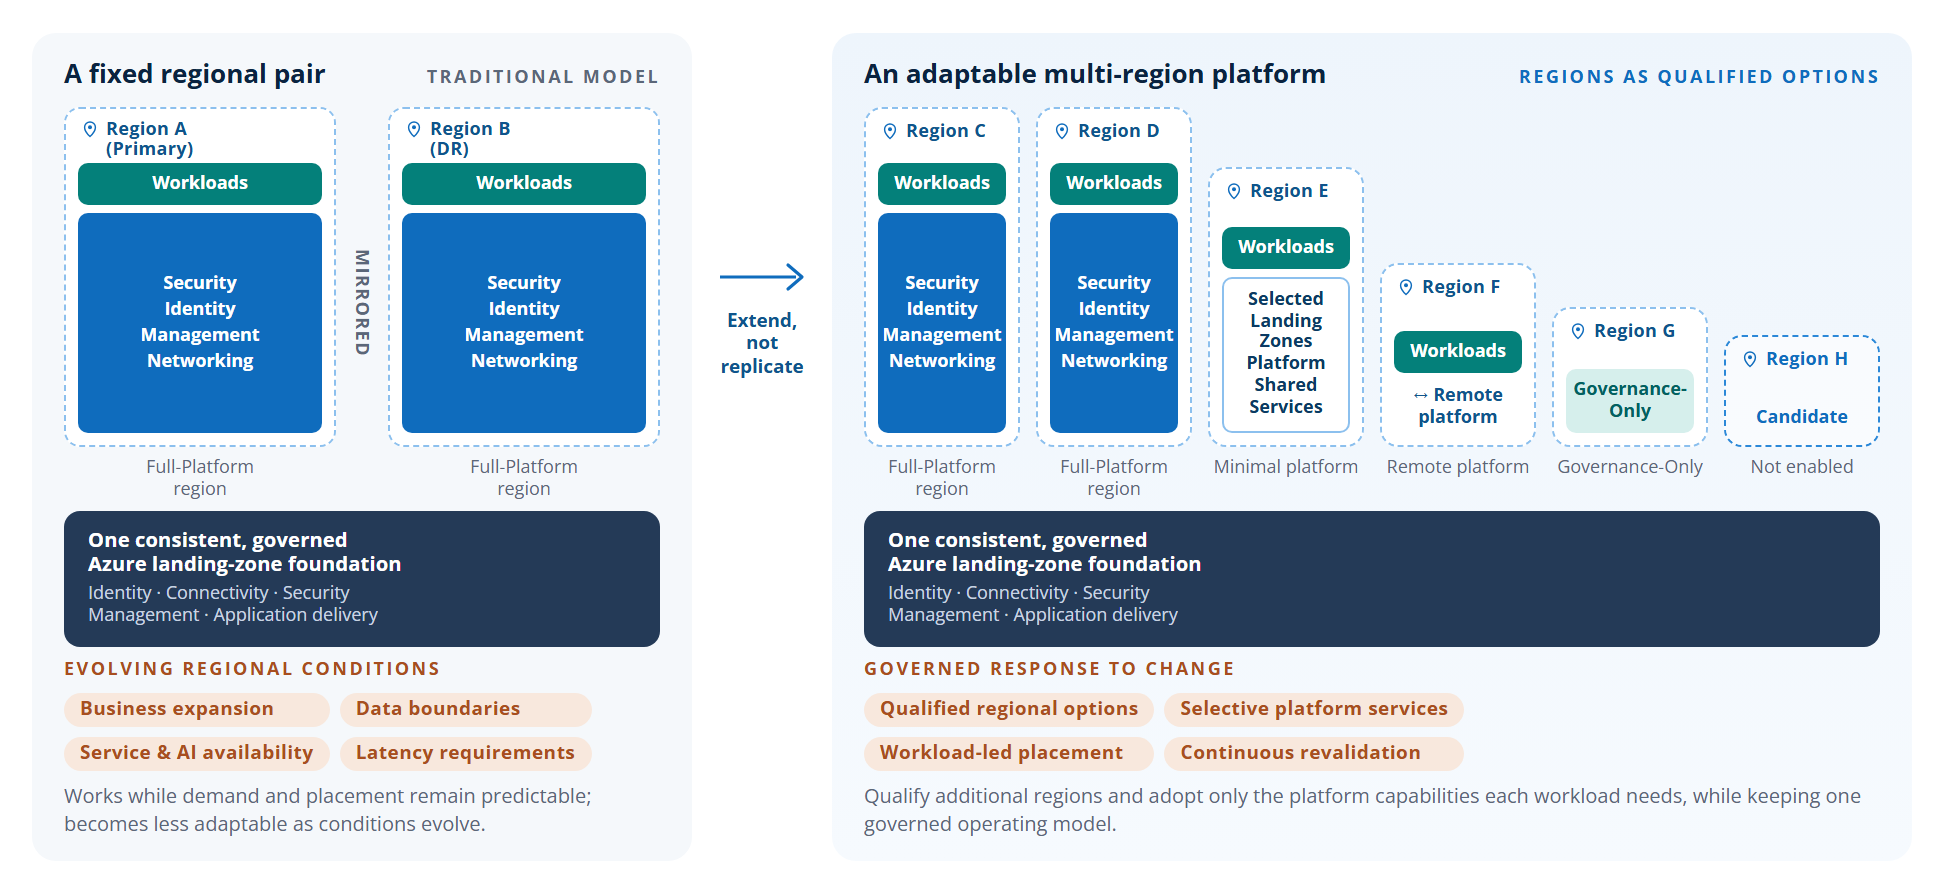 A fixed regional pair
TRADITIONAL MODEL
Region A
(Primary)
Workloads
Security
Identity
Management
Networking
Full-Platform
region
MIRRORED
Region B
(DR)
Workloads
Security
Identity
Management
Networking
Full-Platform
region
One consistent, governed
Azure landing-zone foundation
Identity · Connectivity · Security
Management · Application delivery
EVOLVING REGIONAL CONDITIONS
Business expansion
Data boundaries
Service & AI availability
Latency requirements
Works while demand and placement remain predictable;
becomes less adaptable as conditions evolve.
Extend,
not
replicate
An adaptable multi-region platform
REGIONS AS QUALIFIED OPTIONS
Region C
Workloads
Security
Identity
Management
Networking
Full-Platform
region
Region D
Workloads
Security
Identity
Management
Networking
Full-Platform
region
Region E
Workloads
Selected
Landing
Zones
Platform
Shared
Services
Minimal platform
Region F
Workloads
↔ Remote
platform
Remote platform
Region G
Governance-
Only
Governance-Only
Region H
Candidate
Not enabled
One consistent, governed
Azure landing-zone foundation
Identity · Connectivity · Security
Management · Application delivery
GOVERNED RESPONSE TO CHANGE
Qualified regional options
Selective platform services
Workload-led placement
Continuous revalidation
Qualify additional regions and adopt only the platform capabilities each workload needs, while keeping one
governed operating model.